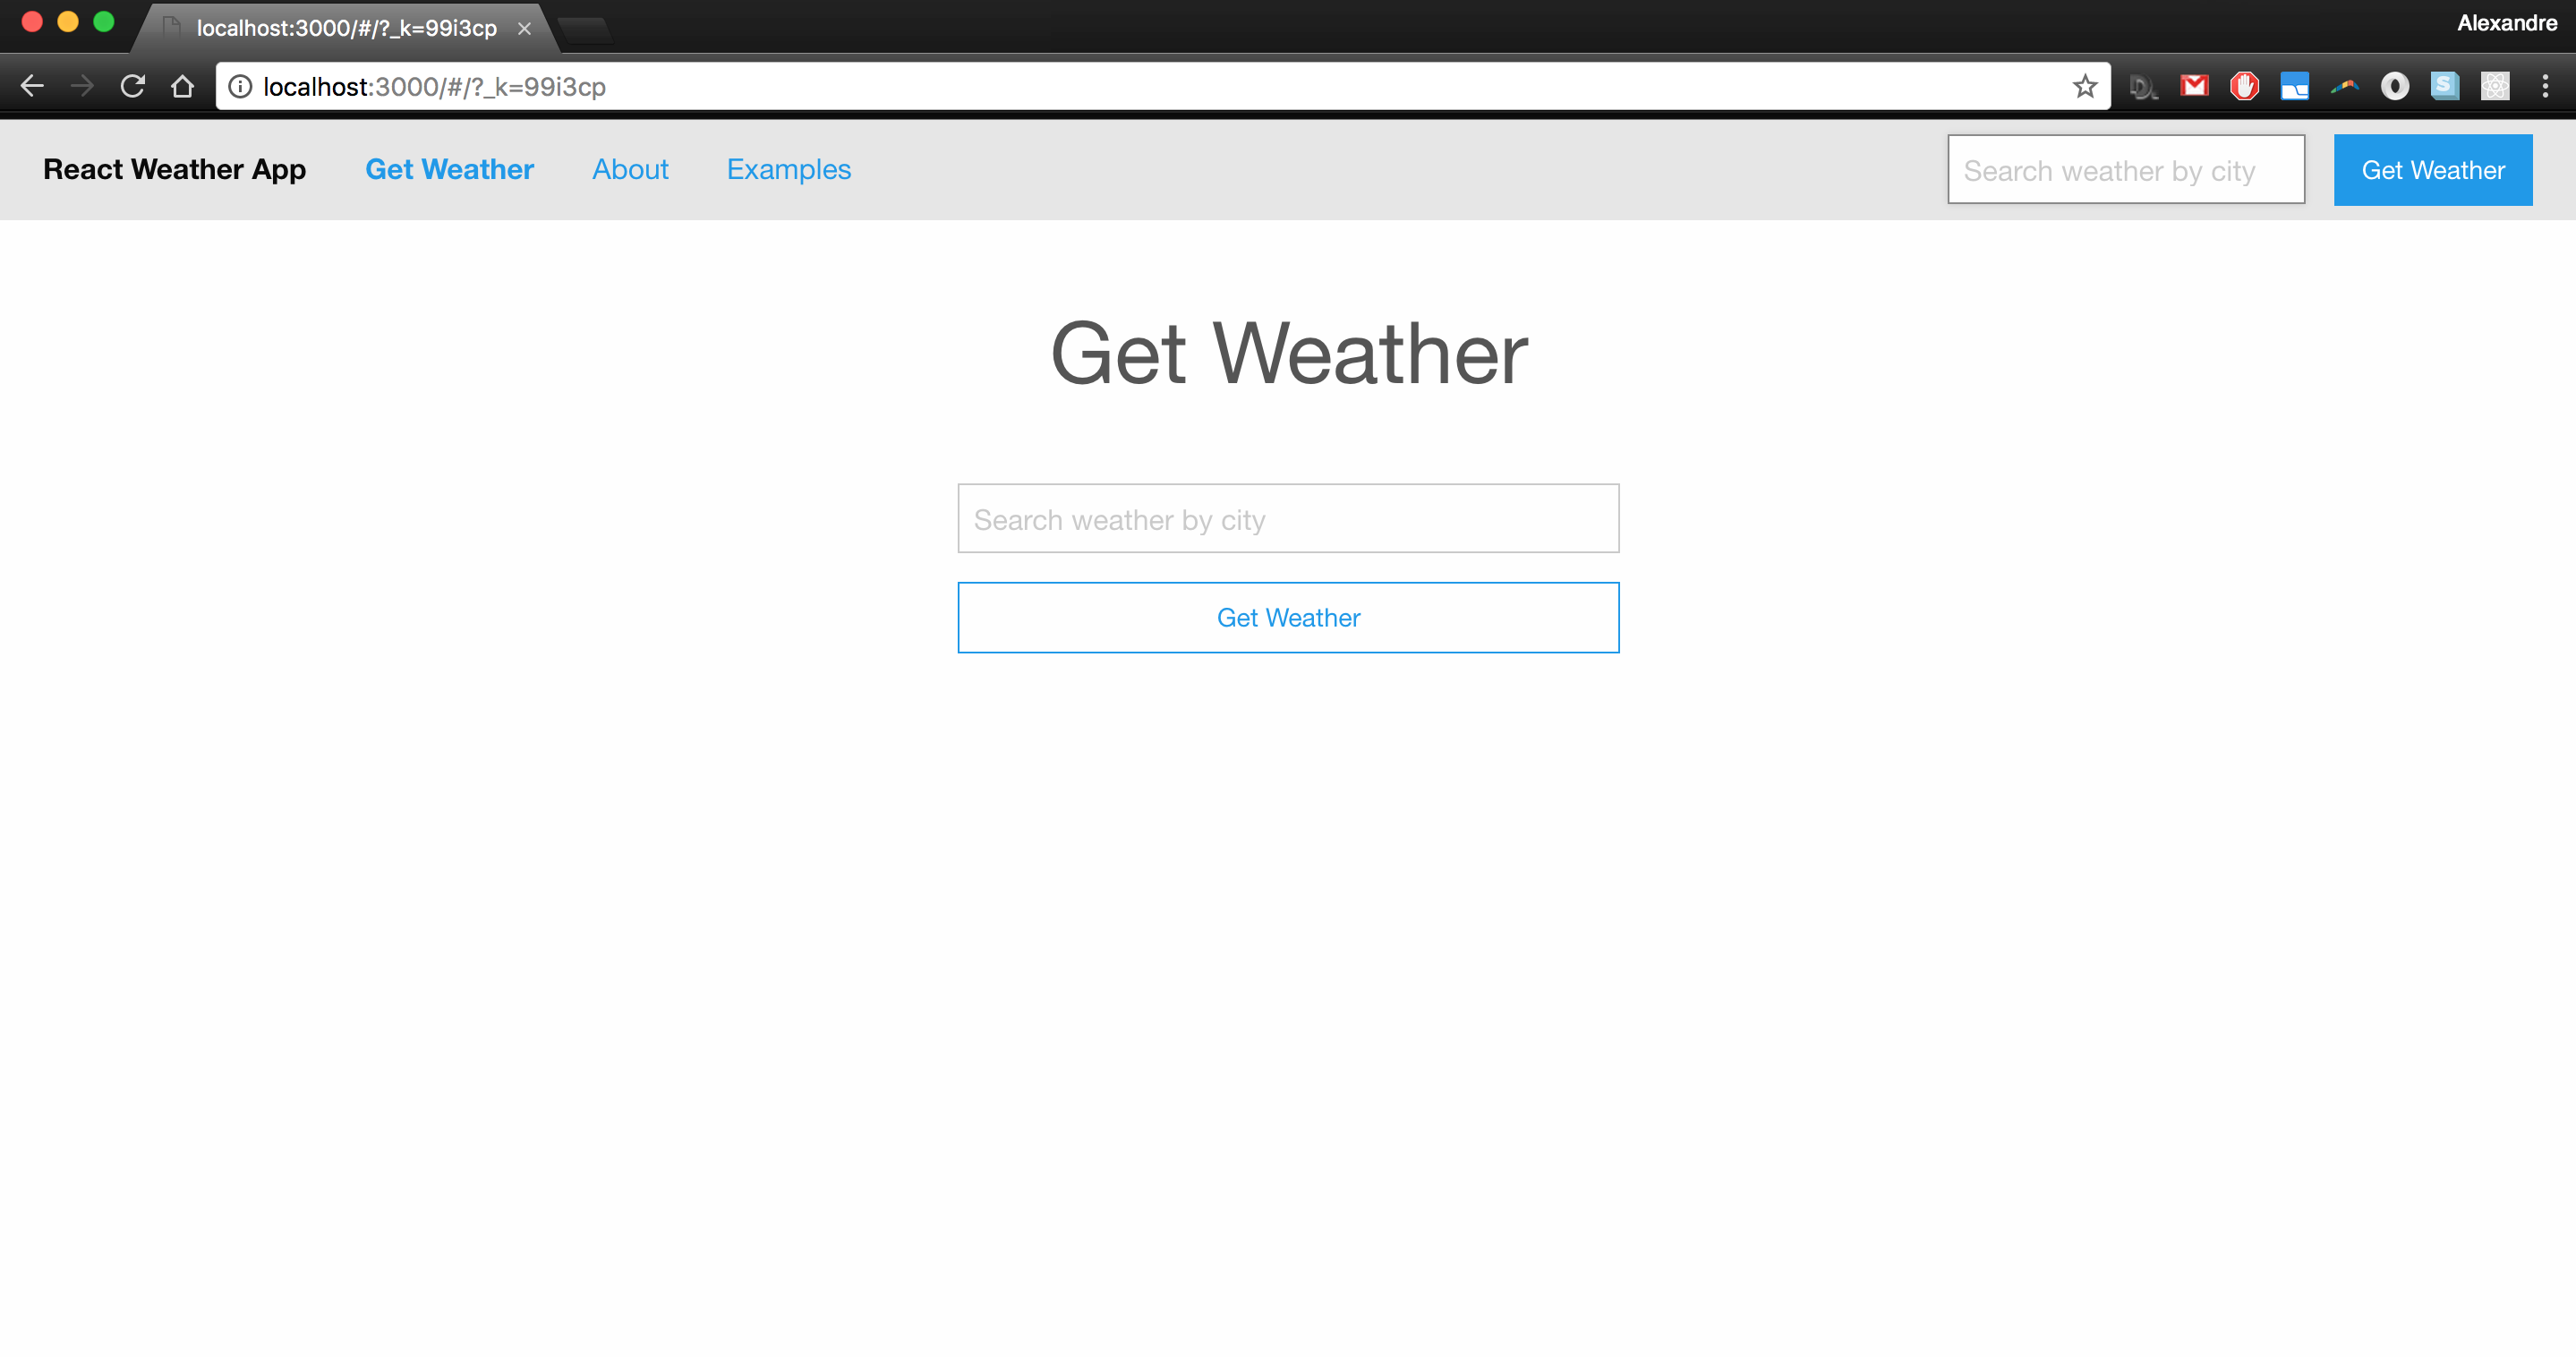 localhost:3000/#/?_k=99i3cp
Alexandre
localhost:3000/#/?_k=99i3cp
React Weather App
Get Weather
About
Examples
Search weather by city
Get Weather
Get Weather
Search weather by city
Get Weather